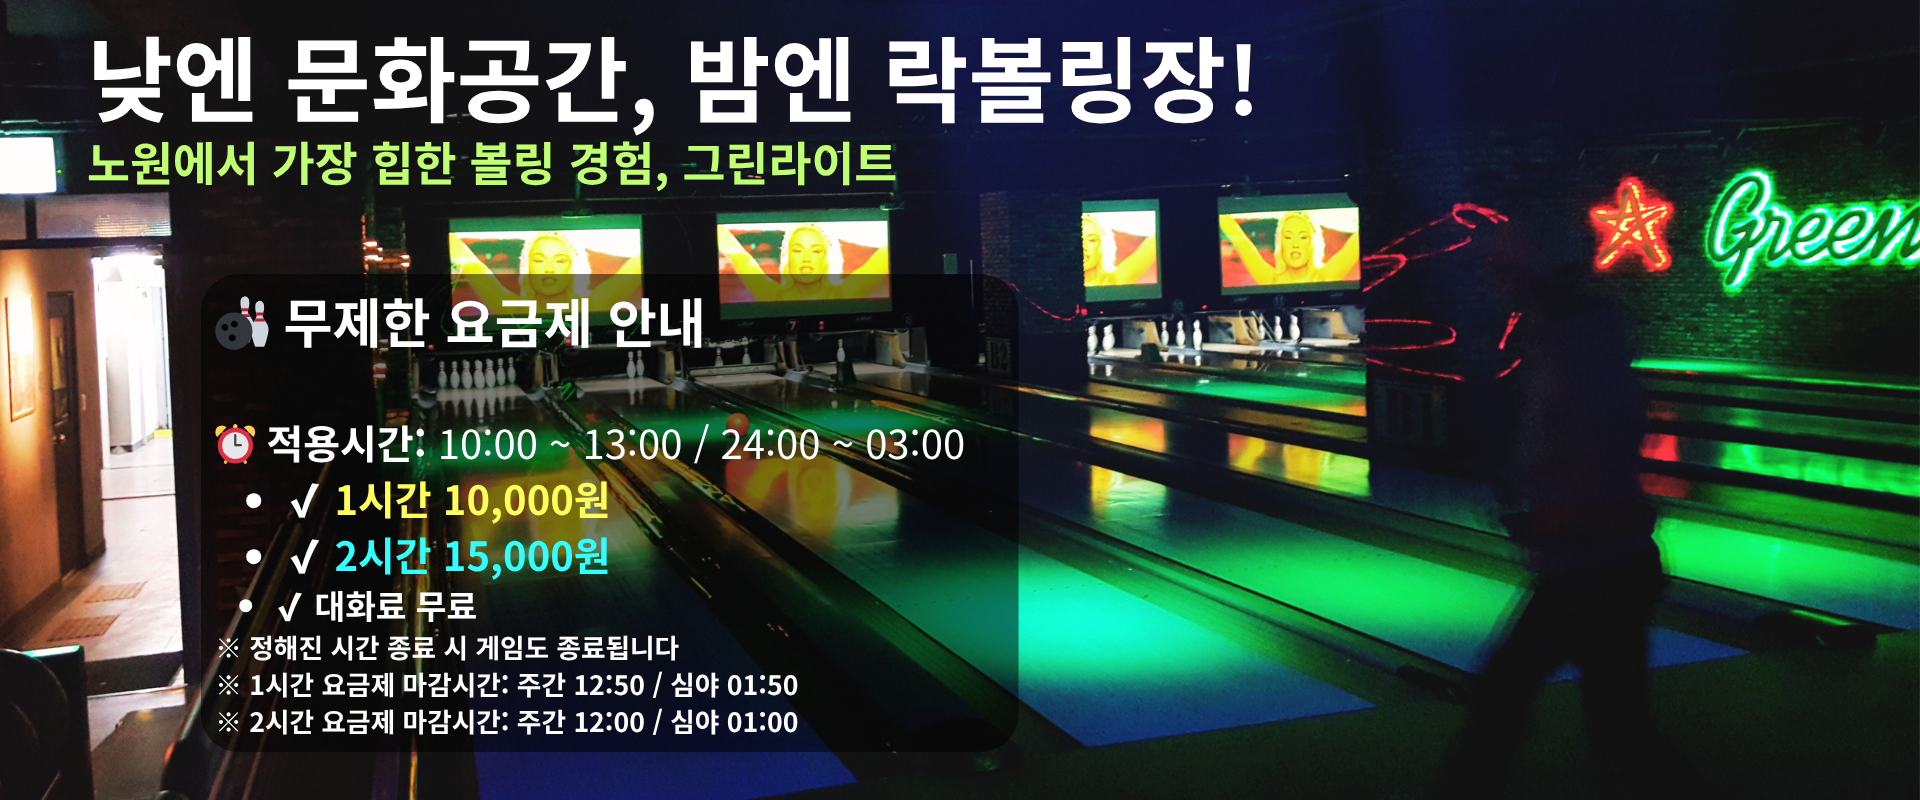 낮엔 문화공간, 밤엔 락볼링장!
노원에서 가장 힙한 볼링 경험, 그린라이트
Green
🎳 무제한 요금제 안내
⏰ 적용시간: 10:00 ~ 13:00 / 24:00 ~ 03:00
• ✓ 1시간 10,000원
• ✓ 2시간 15,000원
• ✓ 대화료 무료
※ 정해진 시간 종료 시 게임도 종료됩니다
※ 1시간 요금제 마감시간: 주간 12:50 / 심야 01:50
※ 2시간 요금제 마감시간: 주간 12:00 / 심야 01:00